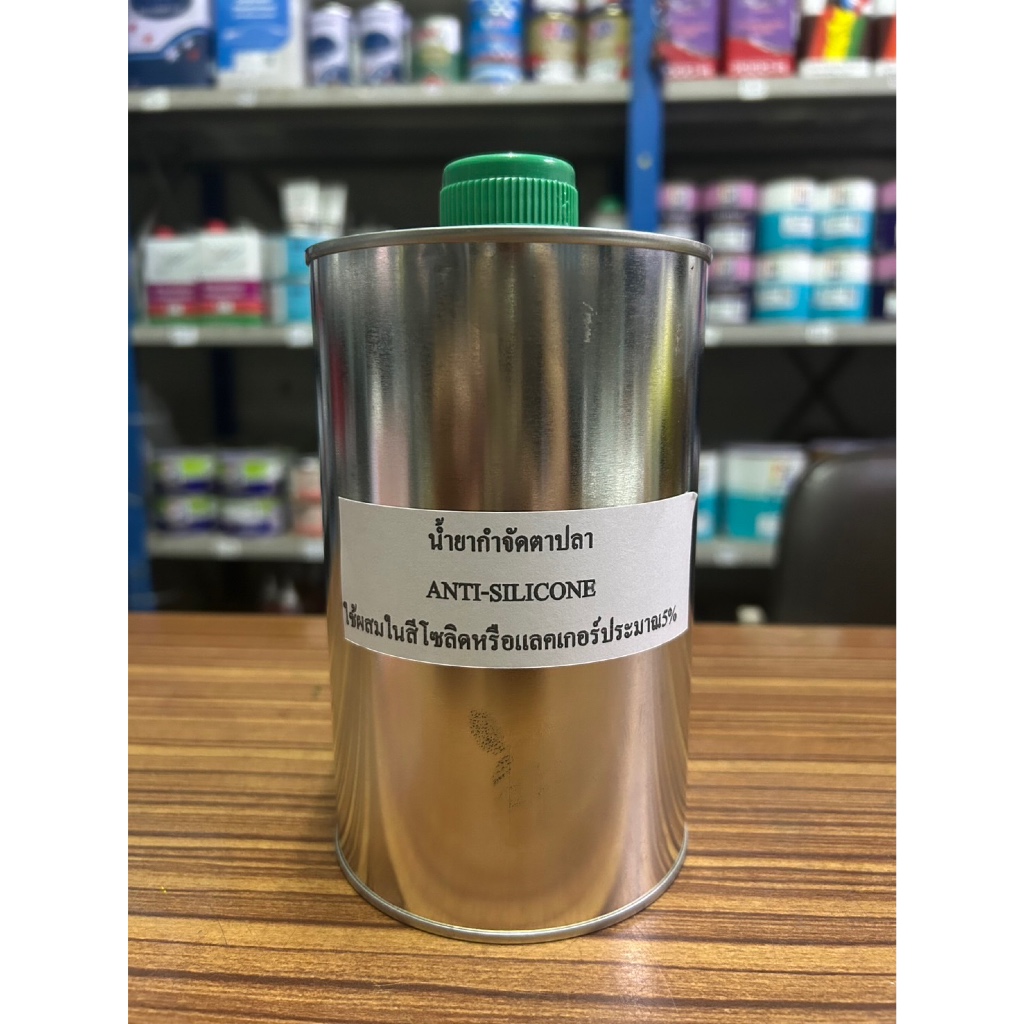 น้ำยากำจัดตาปลา
ANTI-SILICONE
ใช้ผสมในสีโซลิดหรือแลคเกอร์ประมาณ5%